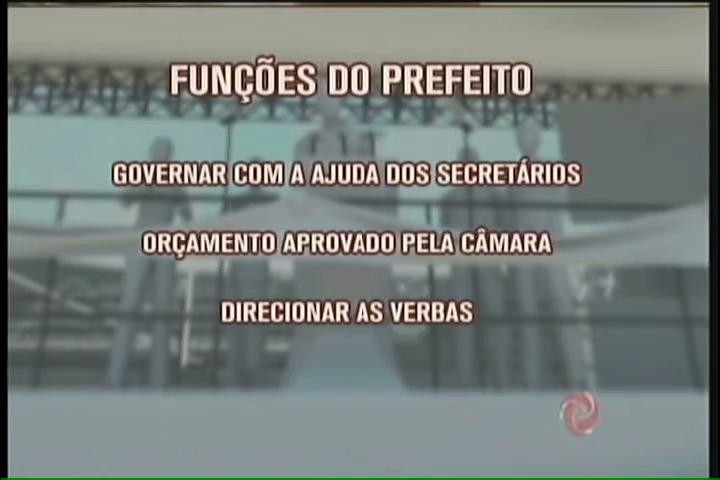 FUNÇÕES DO PREFEITO
GOVERNAR COM A AJUDA DOS SECRETÁRIOS
ORÇAMENTO APROVADO PELA CÂMARA
DIRECIONAR AS VERBAS